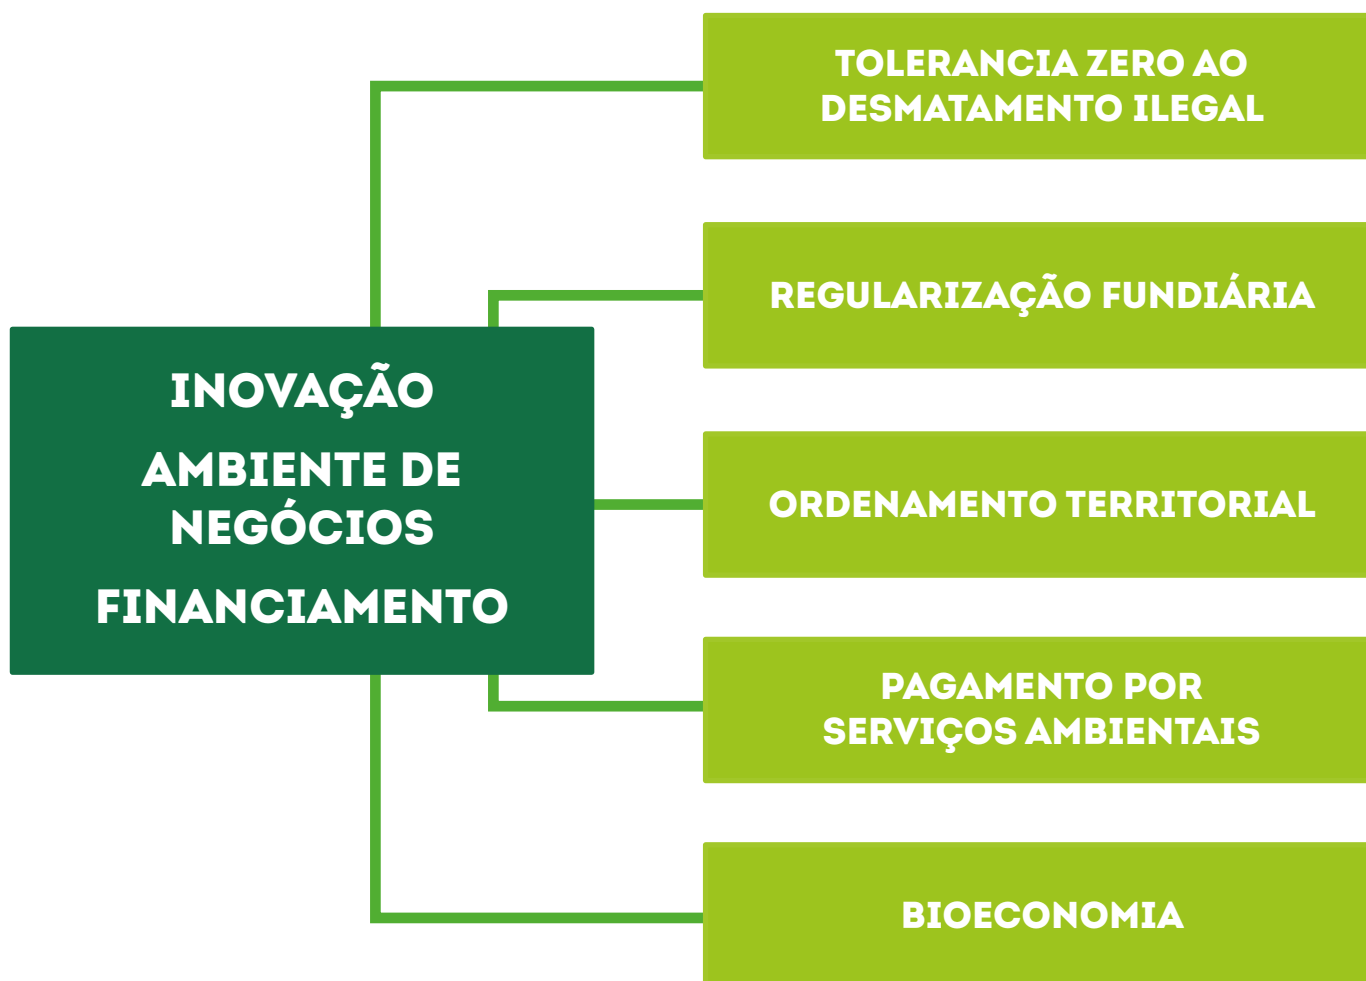 TOLERANCIA ZERO AO
DESMATAMENTO ILEGAL
REGULARIZAÇÃO FUNDIÁRIA
INOVAÇÃO
AMBIENTE DE
NEGÓCIOS
FINANCIAMENTO
ORDENAMENTO TERRITORIAL
PAGAMENTO POR
SERVIÇOS AMBIENTAIS
BIOECONOMIA